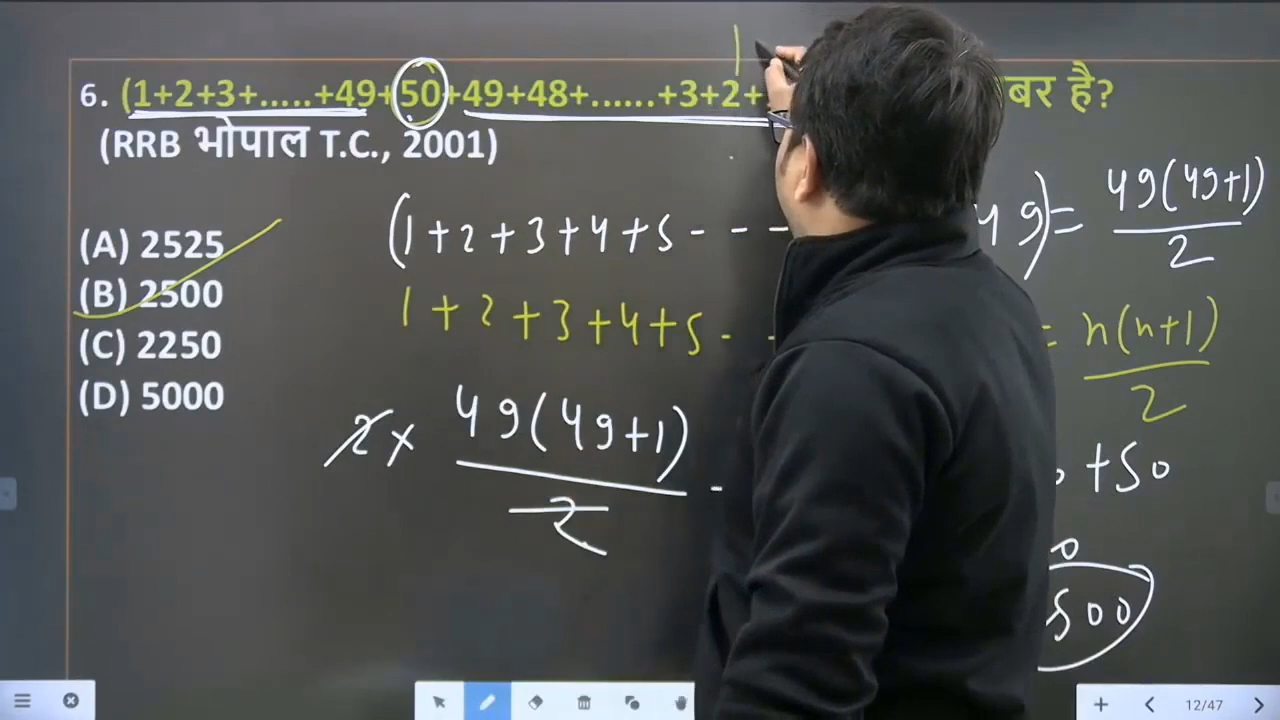 6. (1+2+3+.....+49+50+49+48+......+3+2+ बर है?
(RRB भोपाल T.C., 2001)
(A) 2525
(B) 2500
(C) 2250
(D) 5000
(1+2+3+4+5---- 49)= 49(49+1)/2
1+2+3+4+5-- = n(n+1)/2
2× 49(49+1)/2 +50
500
12/47